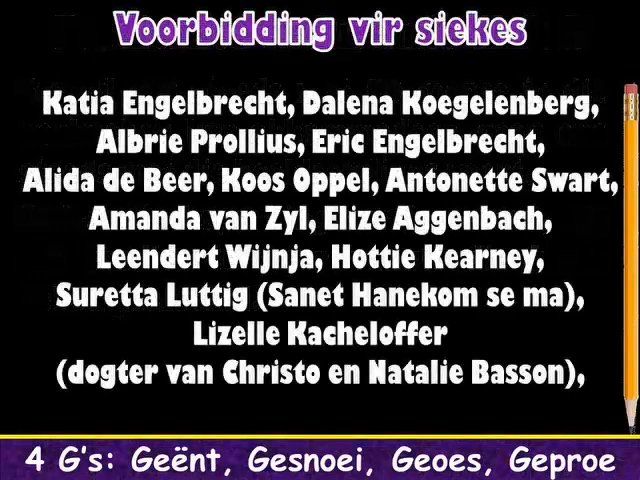 Voorbidding vir siekes
Katia Engelbrecht, Dalena Koegelenberg,
Albrie Prollius, Eric Engelbrecht,
Alida de Beer, Koos Oppel, Antonette Swart,
Amanda van Zyl, Elize Aggenbach,
Leendert Wijnja, Hottie Kearney,
Suretta Luttig (Sanet Hanekom se ma),
Lizelle Kacheloffer
(dogter van Christo en Natalie Basson),
4 G's: Geënt, Gesnoei, Geoes, Geproe